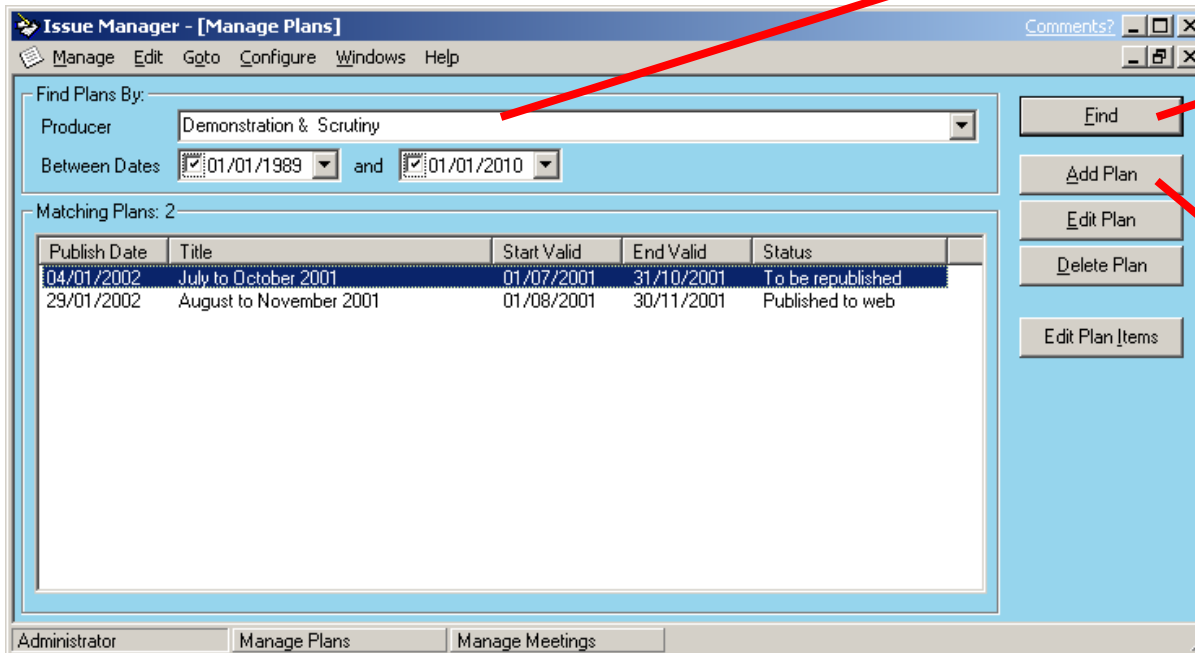 Issue Manager - [Manage Plans] Comments?
Manage Edit Goto Configure Windows Help
Find Plans By:
Producer Demonstration & Scrutiny
Find
Between Dates 01/01/1989 and 01/01/2010
Add Plan
Matching Plans: 2
Edit Plan
Publish Date Title Start Valid End Valid Status
Delete Plan
04/01/2002 July to October 2001 01/07/2001 31/10/2001 To be republished
29/01/2002 August to November 2001 01/08/2001 30/11/2001 Published to web
Edit Plan Items
Administrator Manage Plans Manage Meetings